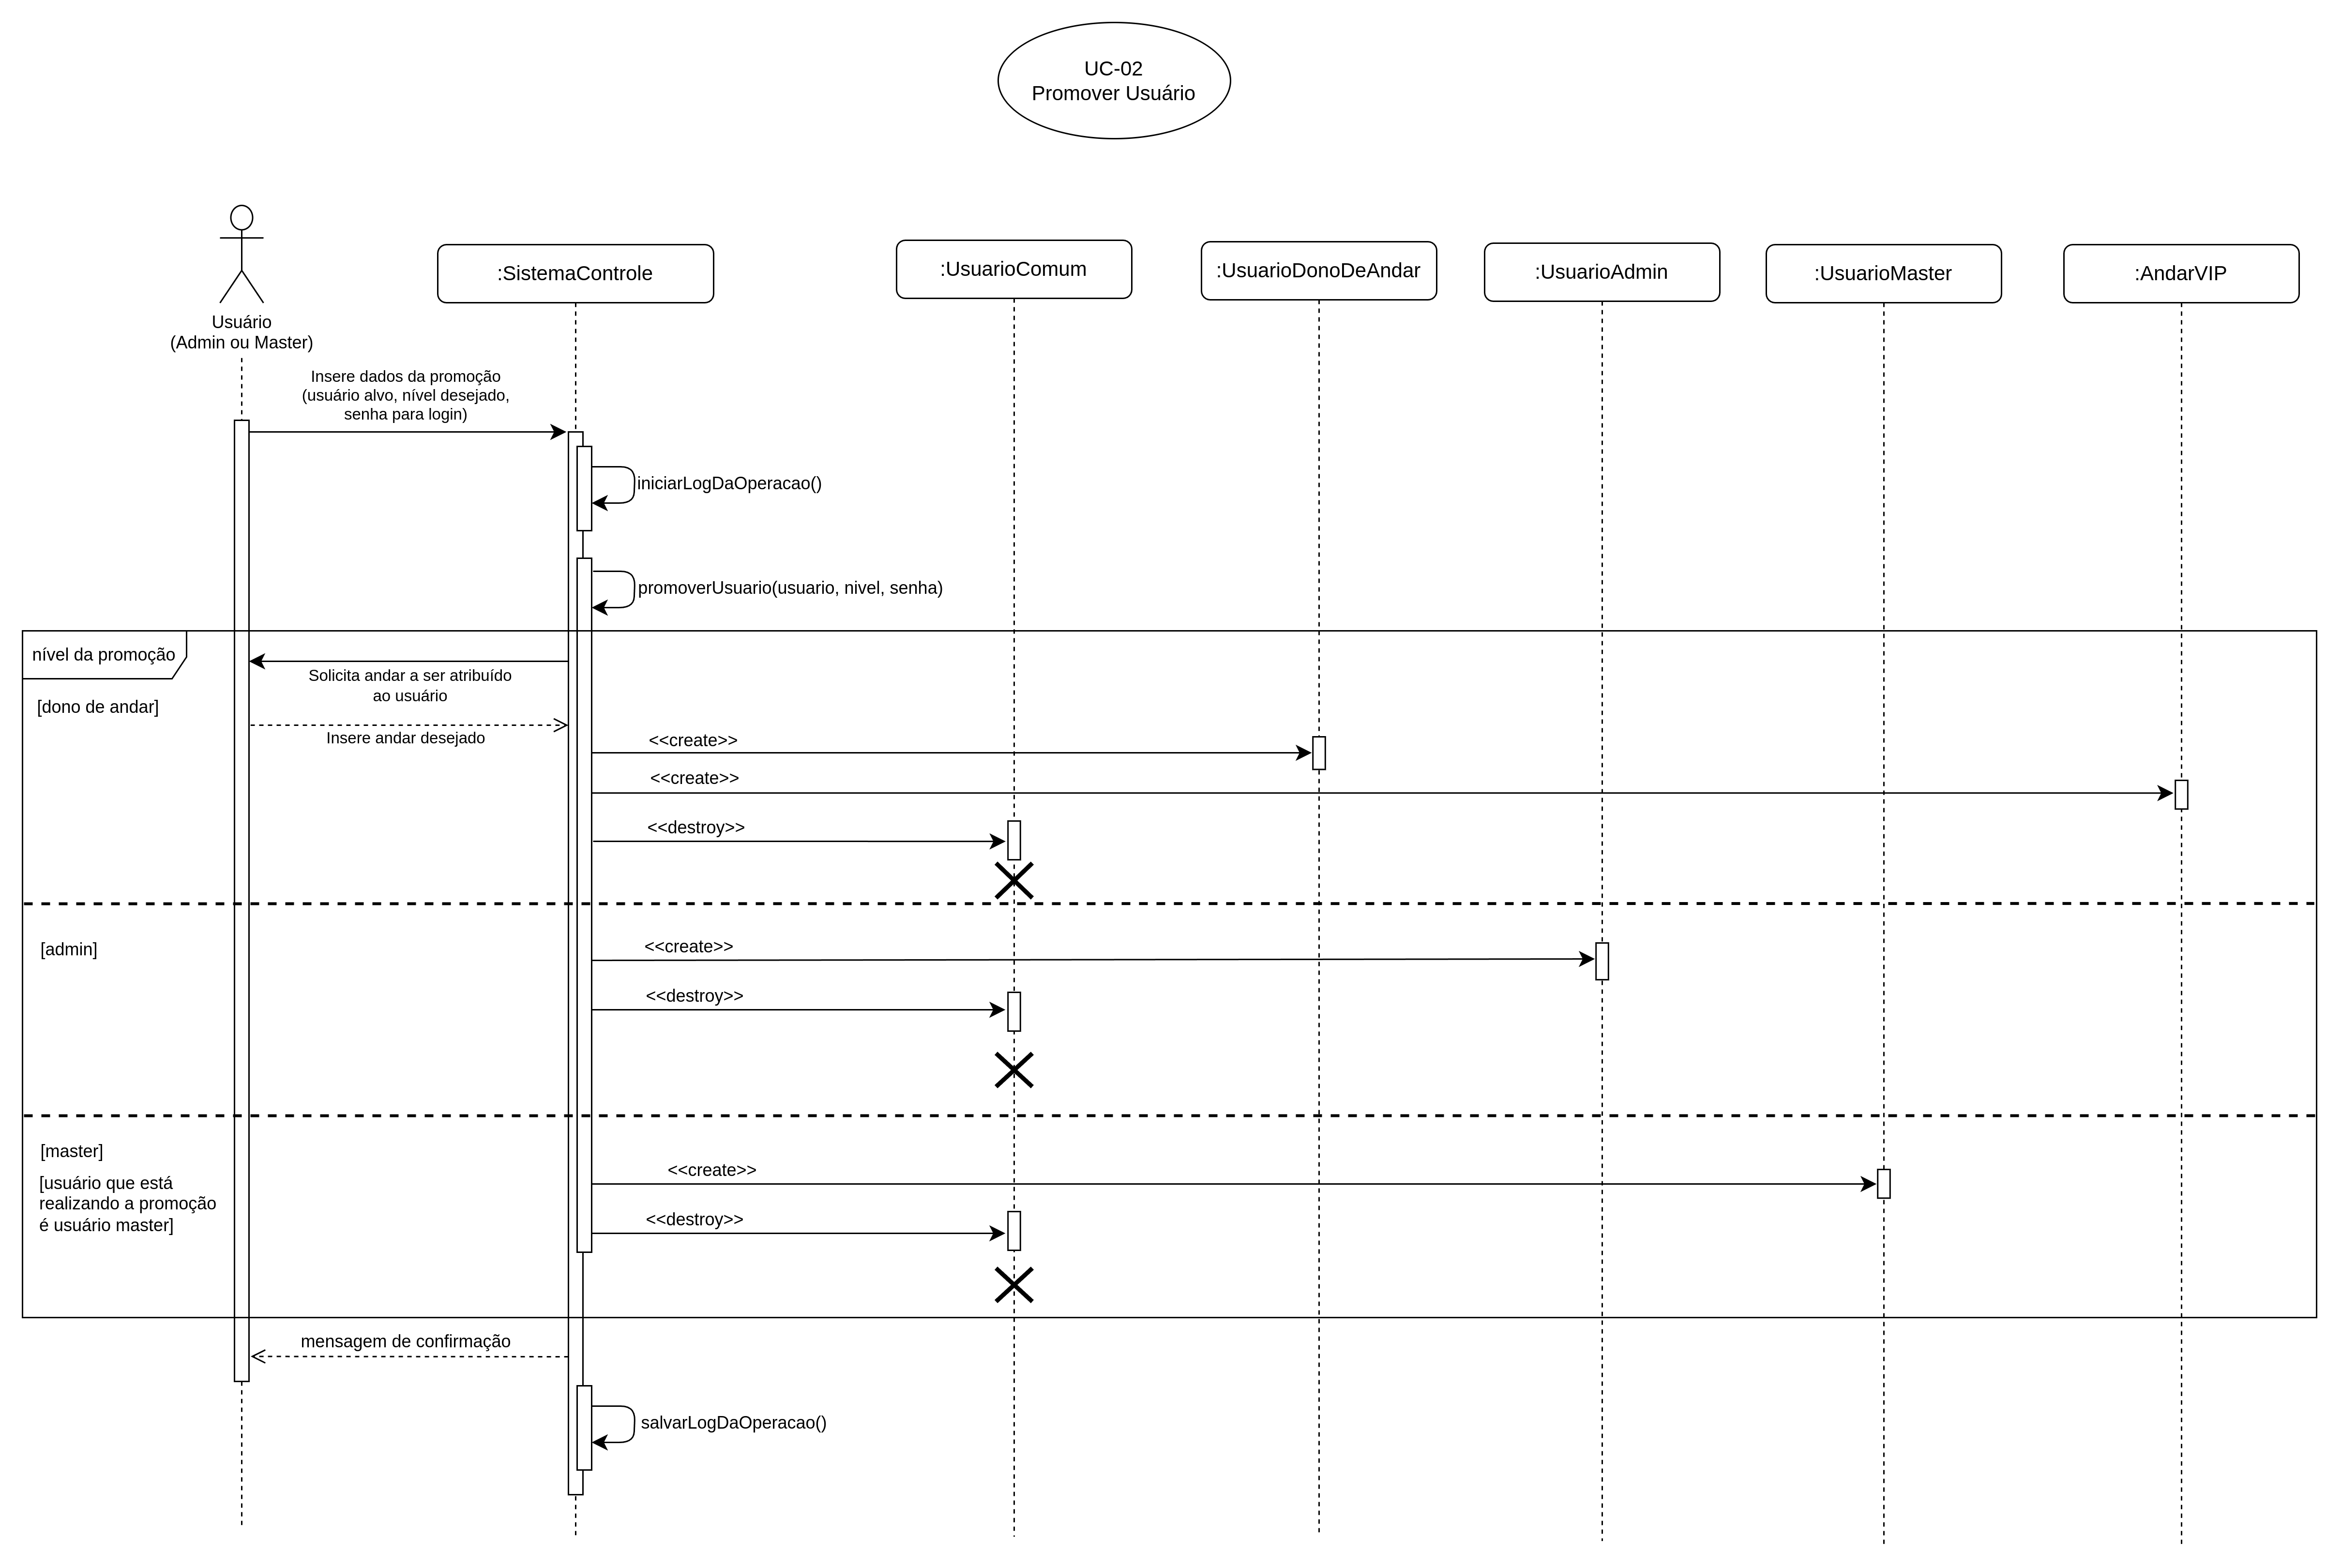 UC-02
Promover Usuário
:SistemaControle
:UsuarioComum
:UsuarioDonoDeAndar
:UsuarioAdmin
:UsuarioMaster
:AndarVIP
Usuário
(Admin ou Master)
Insere dados da promoção
(usuário alvo, nível desejado,
senha para login)
iniciarLogDaOperacao()
promoverUsuario(usuario, nivel, senha)
nível da promoção
Solicita andar a ser atribuído
ao usuário
[dono de andar]
Insere andar desejado
<<create>>
<<create>>
<<destroy>>
[admin]
<<create>>
<<destroy>>
[master]
[usuário que está
realizando a promoção
é usuário master]
<<create>>
<<destroy>>
mensagem de confirmação
salvarLogDaOperacao()